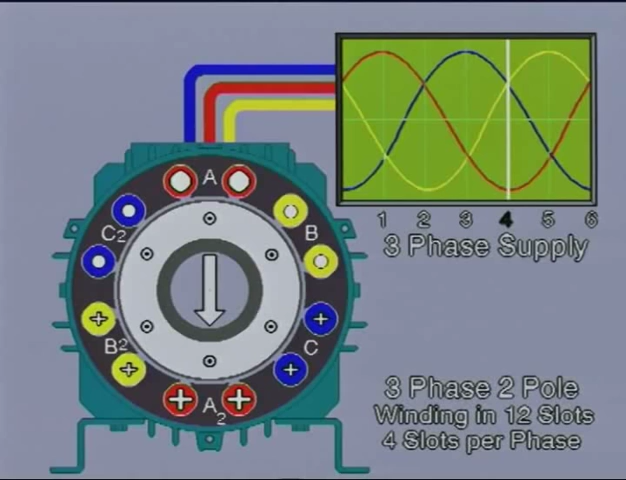 A
C2
B
B2
C
A2
1 2 3 4 5 6
3 Phase Supply
3 Phase 2 Pole
Winding in 12 Slots
4 Slots per Phase